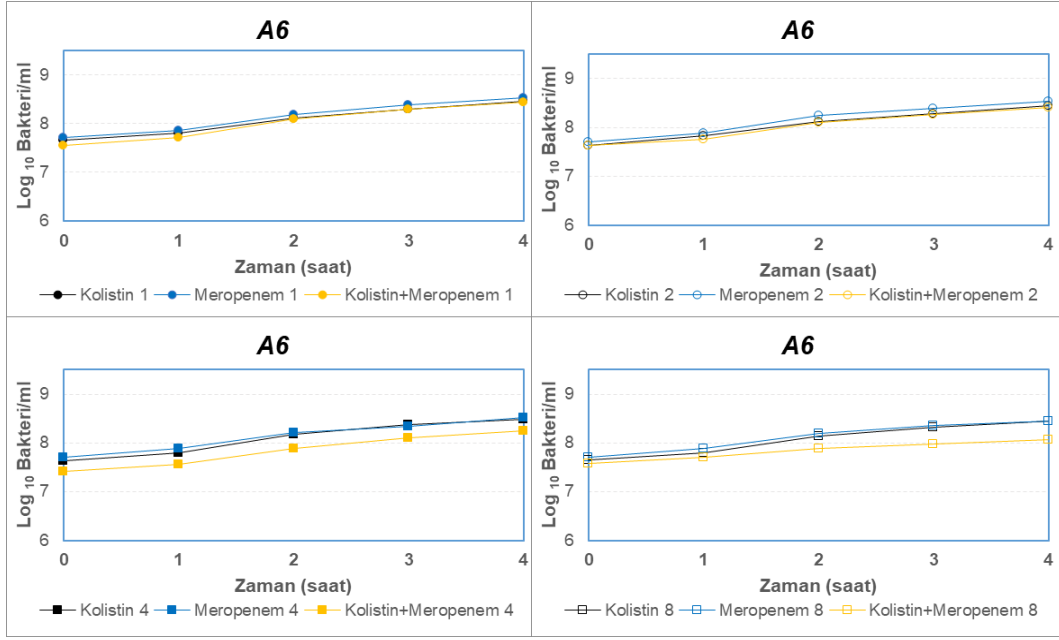 A6
Log 10 Bakteri/ml
9
8
7
6
0 1 2 3 4
Zaman (saat)
Kolistin 1 Meropenem 1 Kolistin+Meropenem 1
A6
Log 10 Bakteri/ml
9
8
7
6
0 1 2 3 4
Zaman (saat)
Kolistin 2 Meropenem 2 Kolistin+Meropenem 2
A6
Log 10 Bakteri/ml
9
8
7
6
0 1 2 3 4
Zaman (saat)
Kolistin 4 Meropenem 4 Kolistin+Meropenem 4
A6
Log 10 Bakteri/ml
9
8
7
6
0 1 2 3 4
Zaman (saat)
Kolistin 8 Meropenem 8 Kolistin+Meropenem 8